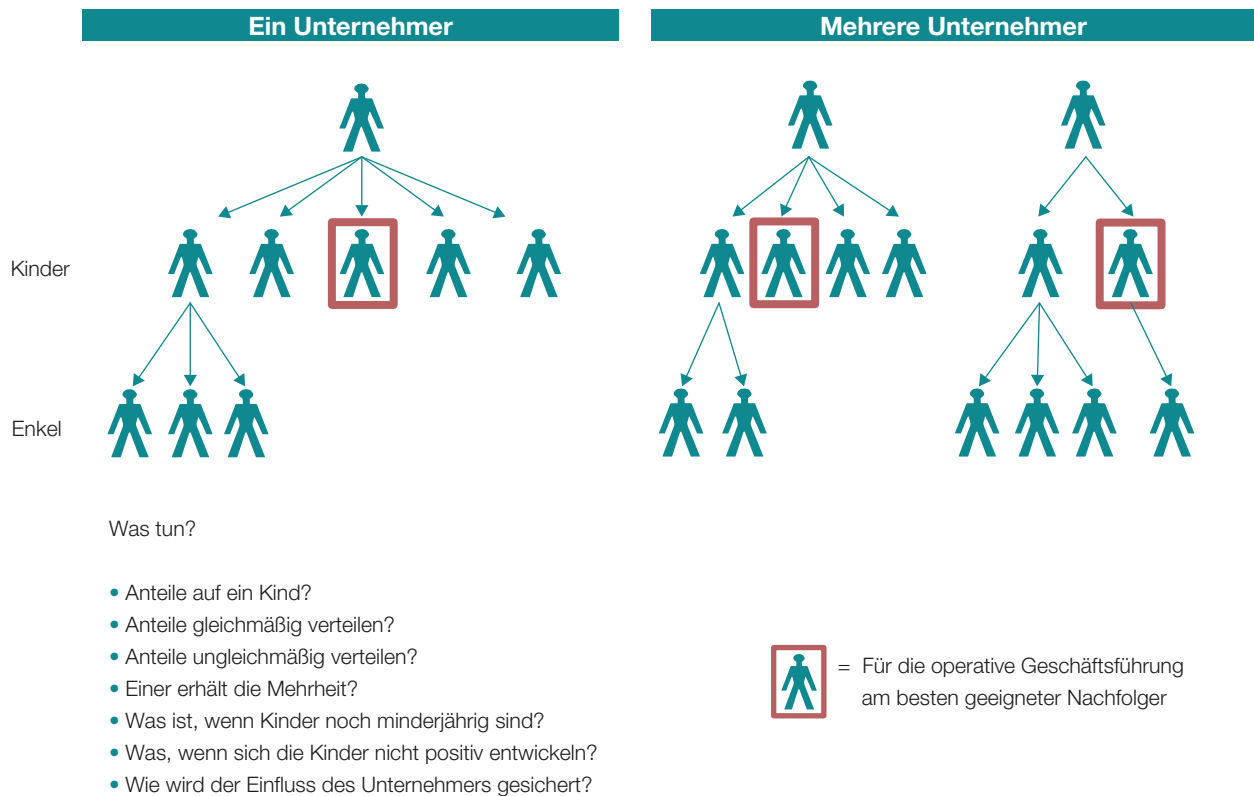 Ein Unternehmer
Mehrere Unternehmer
Kinder
Enkel
Was tun?
• Anteile auf ein Kind?
• Anteile gleichmäßig verteilen?
• Anteile ungleichmäßig verteilen?
• Einer erhält die Mehrheit?
• Was ist, wenn Kinder noch minderjährig sind?
• Was, wenn sich die Kinder nicht positiv entwickeln?
• Wie wird der Einfluss des Unternehmers gesichert?
= Für die operative Geschäftsführung
am besten geeigneter Nachfolger